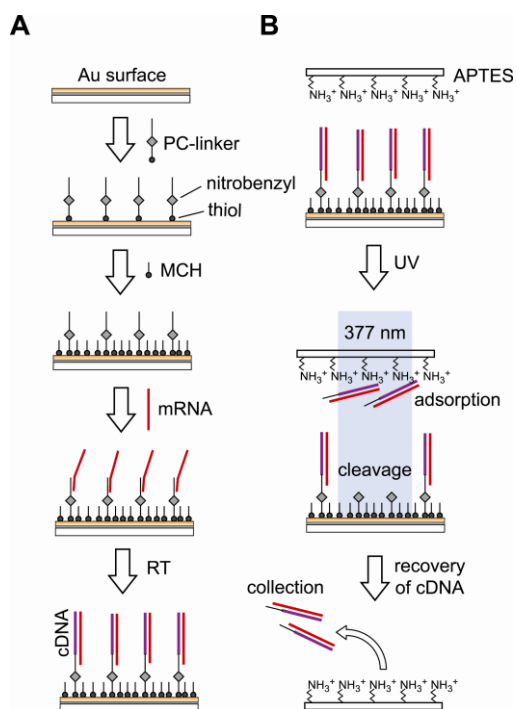 A
Au surface
PC-linker
nitrobenzyl
thiol
MCH
mRNA
RT
cDNA
B
APTES
NH₃⁺ NH₃⁺ NH₃⁺ NH₃⁺ NH₃⁺
UV
377 nm
NH₃⁺ NH₃⁺ NH₃⁺ NH₃⁺ NH₃⁺
adsorption
cleavage
recovery
of cDNA
collection
NH₃⁺ NH₃⁺ NH₃⁺ NH₃⁺ NH₃⁺